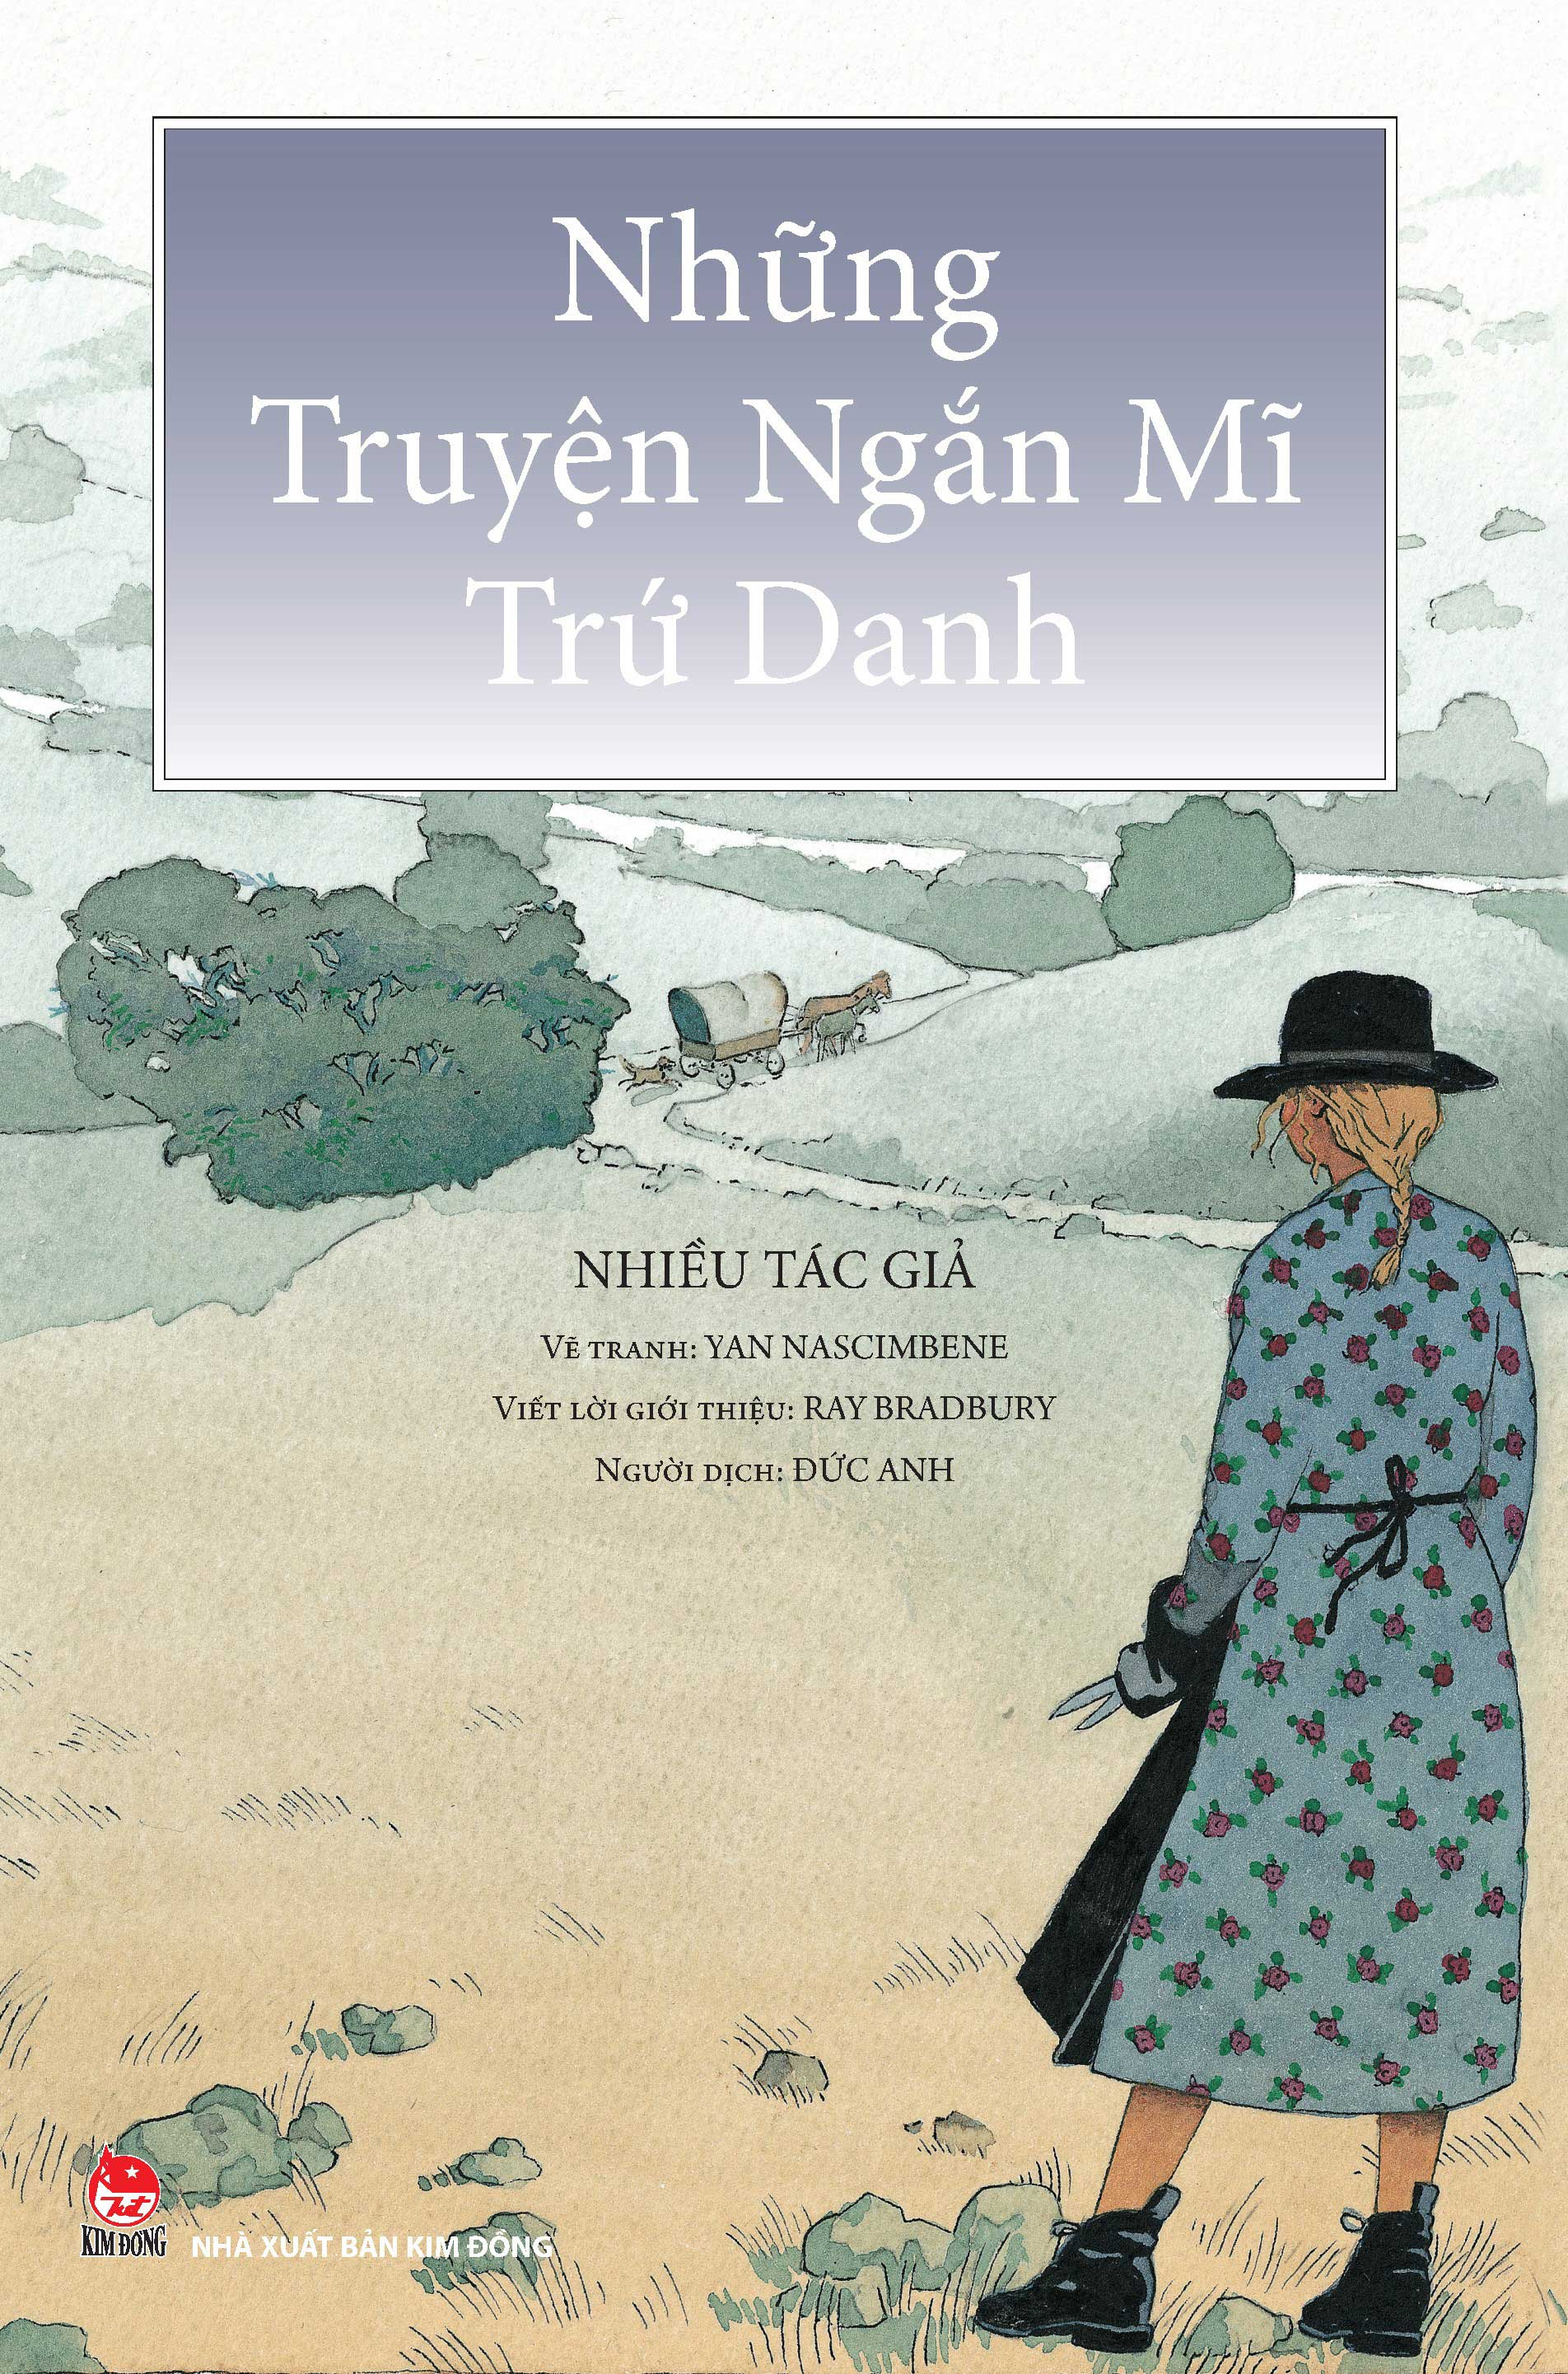 Những
Truyện Ngắn Mĩ
Trứ Danh
NHIỀU TÁC GIẢ
VẼ TRANH: YAN NASCIMBENE
VIẾT LỜI GIỚI THIỆU: RAY BRADBURY
NGƯỜI DỊCH: ĐỨC ANH
KIM ĐỒNG NHÀ XUẤT BẢN KIM ĐỒNG